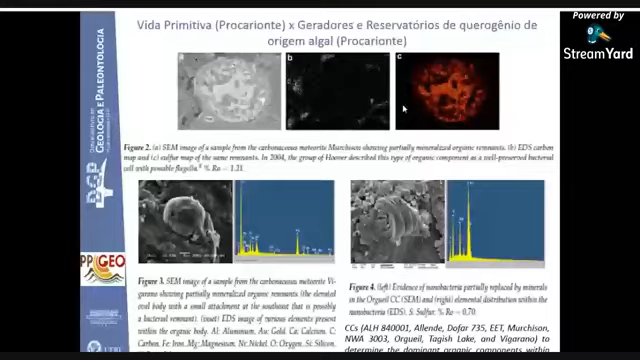 Vida Primitiva (Procarionte) x Geradores e Reservatórios de querogênio de
origem algal (Procarionte)
Powered by
StreamYard
DEPARTAMENTO DE
GEOLOGIA E PALEONTOLOGIA
DGP
a
b
c
Figure 2. (a) SEM image of a sample from the carbonaceous meteorite Murchison showing partially mineralized organic remnants. (b) EDS carbon
map and (c) sulfur map of the same remnants. In 2004, the group of Hoover described this type of organic component as a well-preserved bacterial
cell with possible flagella. % Ro = 1.21.
PPGEO
Figure 3. SEM image of a sample from the carbonaceous meteorite Vi-
garano showing partially mineralized organic remnants (the elongated
oval body with a small attachment at the southeast that is possibly
a bacterial remnant). (inset) EDS image of various elements present
within the organic body. Al: Aluminum, Au: Gold. Ca: Calcium, C:
Carbon, Fe: Iron, Mg: Magnesium, Ni: Nickel, O: Oxygen, Si: Silicon.
Figure 4. (left) Evidence of nanobacteria partially replaced by minerals
in the Orgueil CC (SEM) and (right) elemental distribution within the
nanobacteria (EDS). S. Sulfur. % Ro = 0.70.
CCs (ALH 840001, Allende, Dofar 735, EET, Murchison,
NWA 3003, Orgueil, Tagish Lake, and Vigarano) to
determine the dominant organic components within